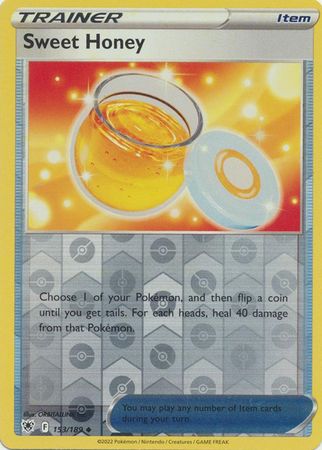 TRAINER Item
Sweet Honey
Choose 1 of your Pokémon, and then flip a coin
until you get tails. For each heads, heal 40 damage
from that Pokémon.
Illus. ORBITALLINK
F 153/189
You may play any number of Item cards
during your turn.
©2022 Pokémon / Nintendo / Creatures / GAME FREAK